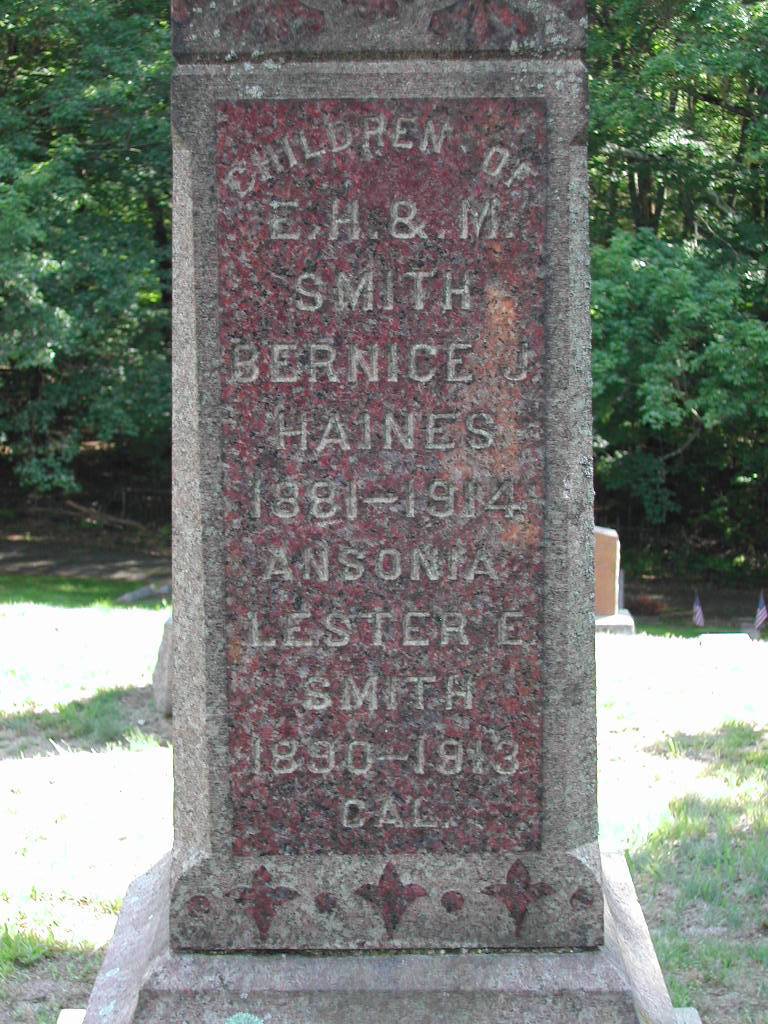 CHILDREN OF
E. H. & M.
SMITH
BERNICE J.
HAINES
1881–1914
ANSONIA
LESTER E.
SMITH
1890–1913
CAL.